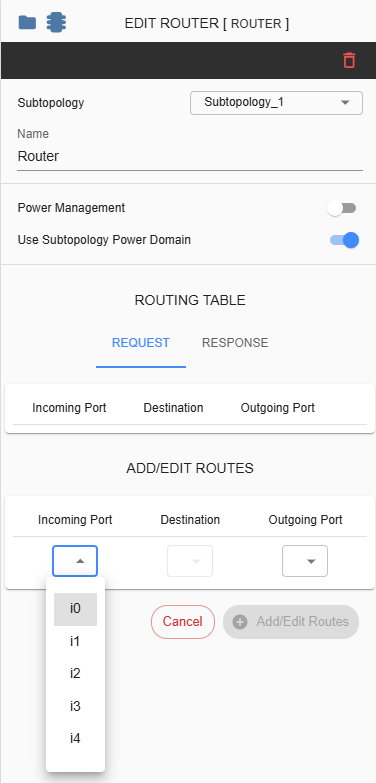 EDIT ROUTER [ ROUTER ]
Subtopology
Subtopology_1
Name
Router
Power Management
Use Subtopology Power Domain
ROUTING TABLE
REQUEST RESPONSE
Incoming Port Destination Outgoing Port
ADD/EDIT ROUTES
Incoming Port Destination Outgoing Port
i0
i1
i2
i3
i4
Cancel Add/Edit Routes